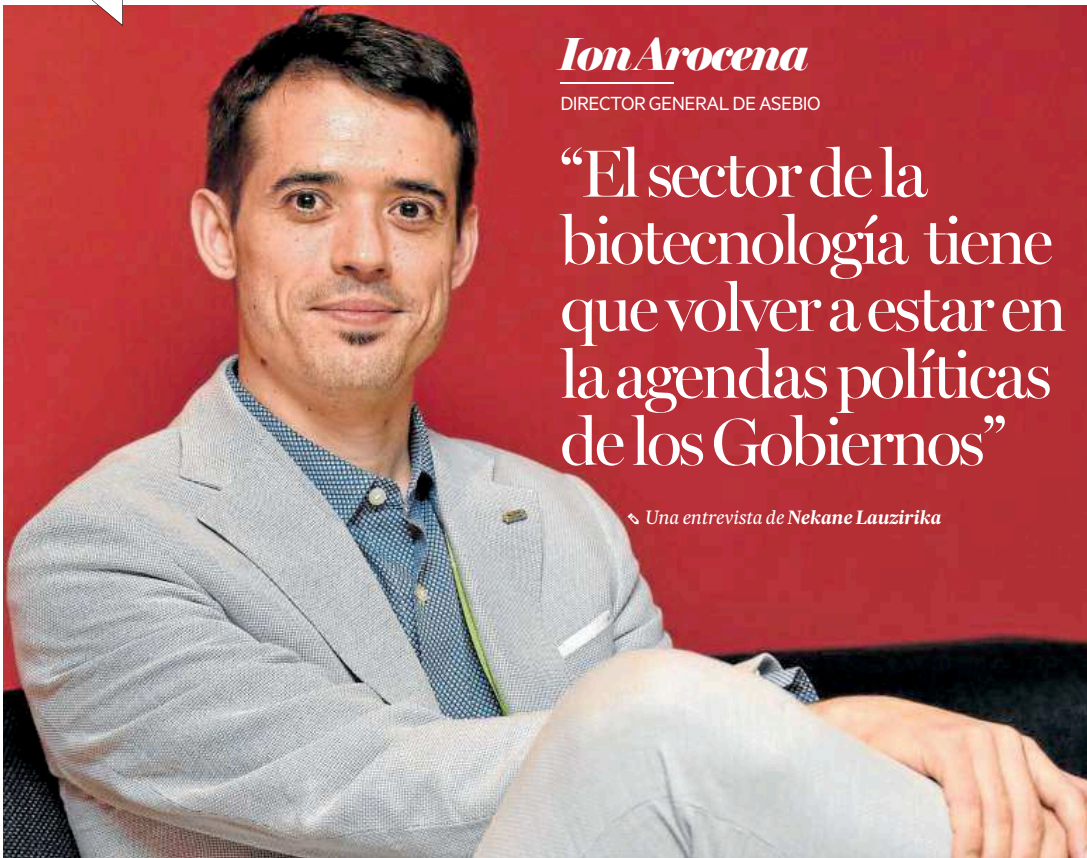 Ion Arocena
DIRECTOR GENERAL DE ASEBIO
“El sector de la
biotecnología tiene
que volver a estar en
la agendas políticas
de los Gobiernos”
Una entrevista de Nekane Lauzirika